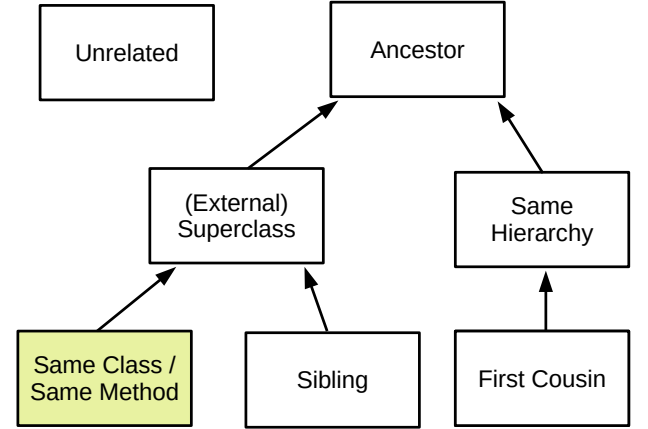 Unrelated
Ancestor
(External)
Superclass
Same
Hierarchy
Same Class /
Same Method
Sibling
First Cousin